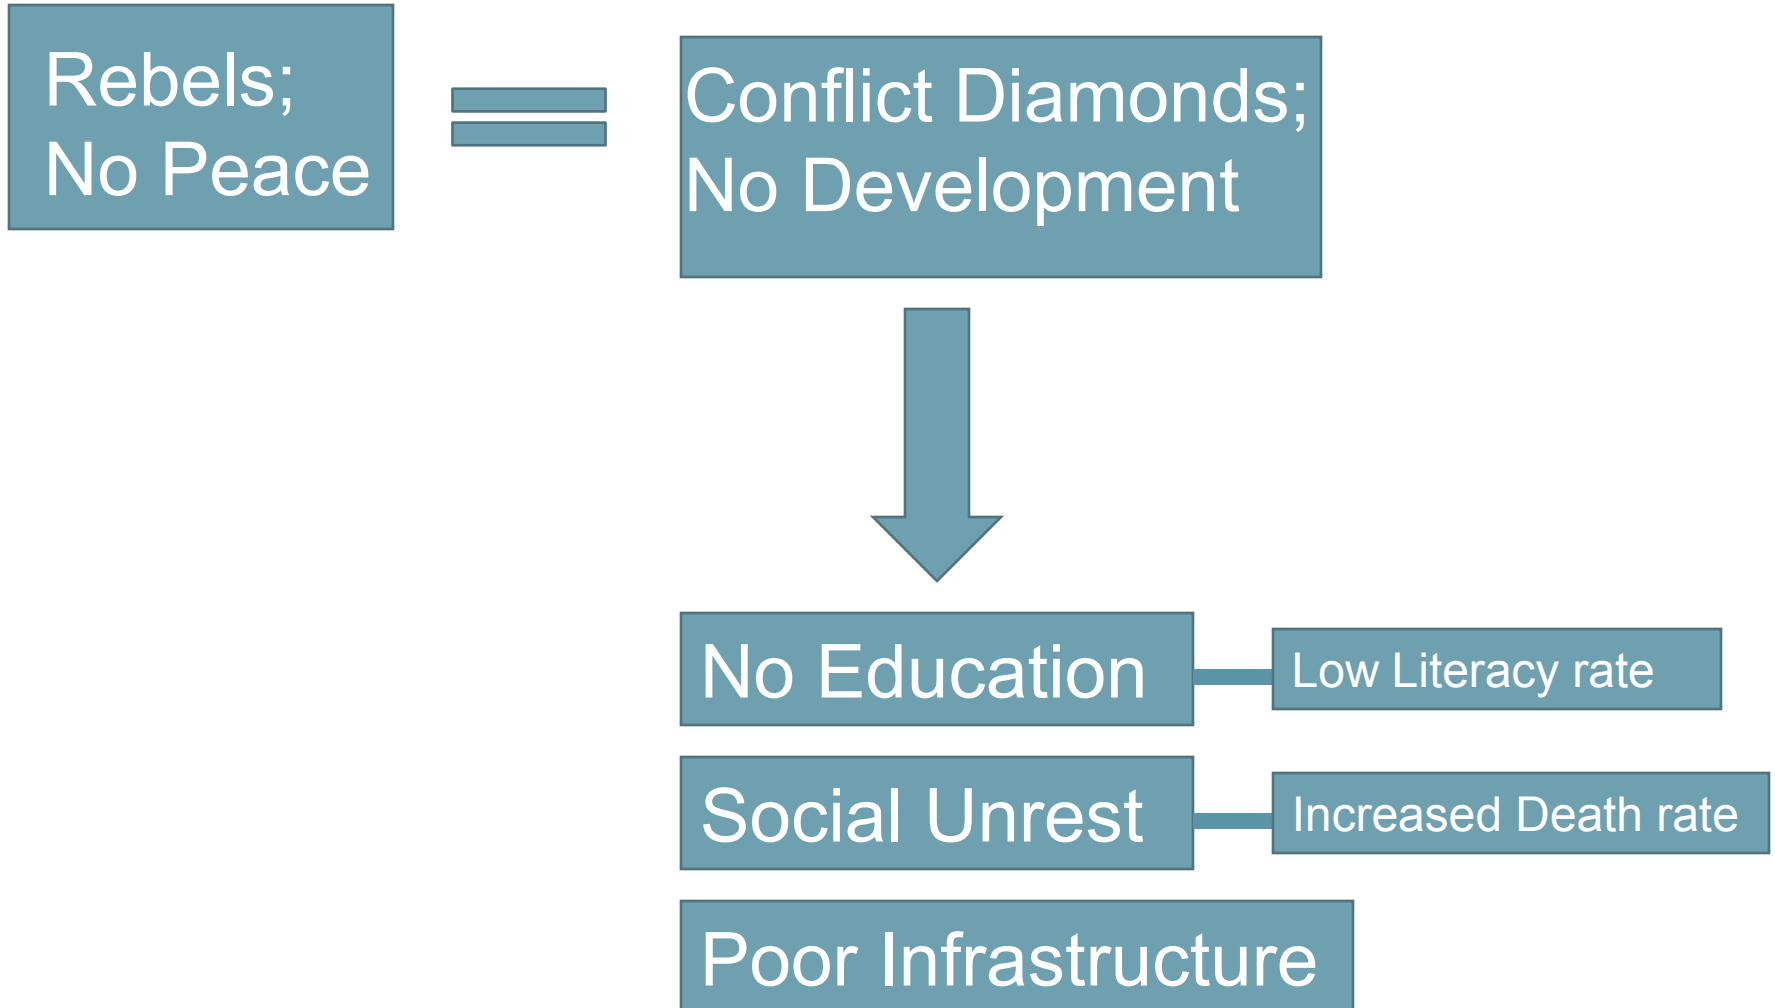 Rebels;
No Peace
Conflict Diamonds;
No Development
No Education
Low Literacy rate
Social Unrest
Increased Death rate
Poor Infrastructure